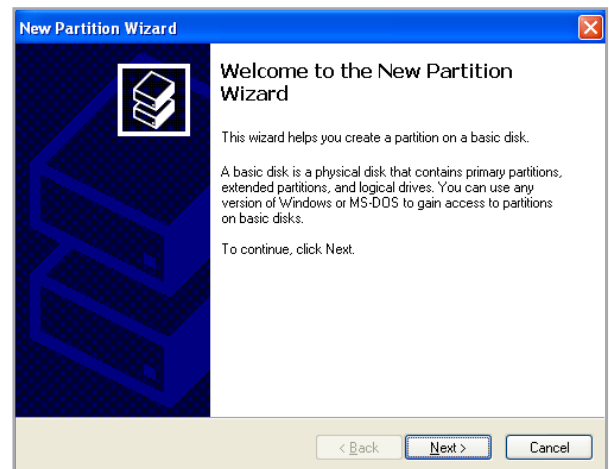 New Partition Wizard
Welcome to the New Partition
Wizard
This wizard helps you create a partition on a basic disk.
A basic disk is a physical disk that contains primary partitions,
extended partitions, and logical drives. You can use any
version of Windows or MS-DOS to gain access to partitions
on basic disks.
To continue, click Next.
< Back Next > Cancel